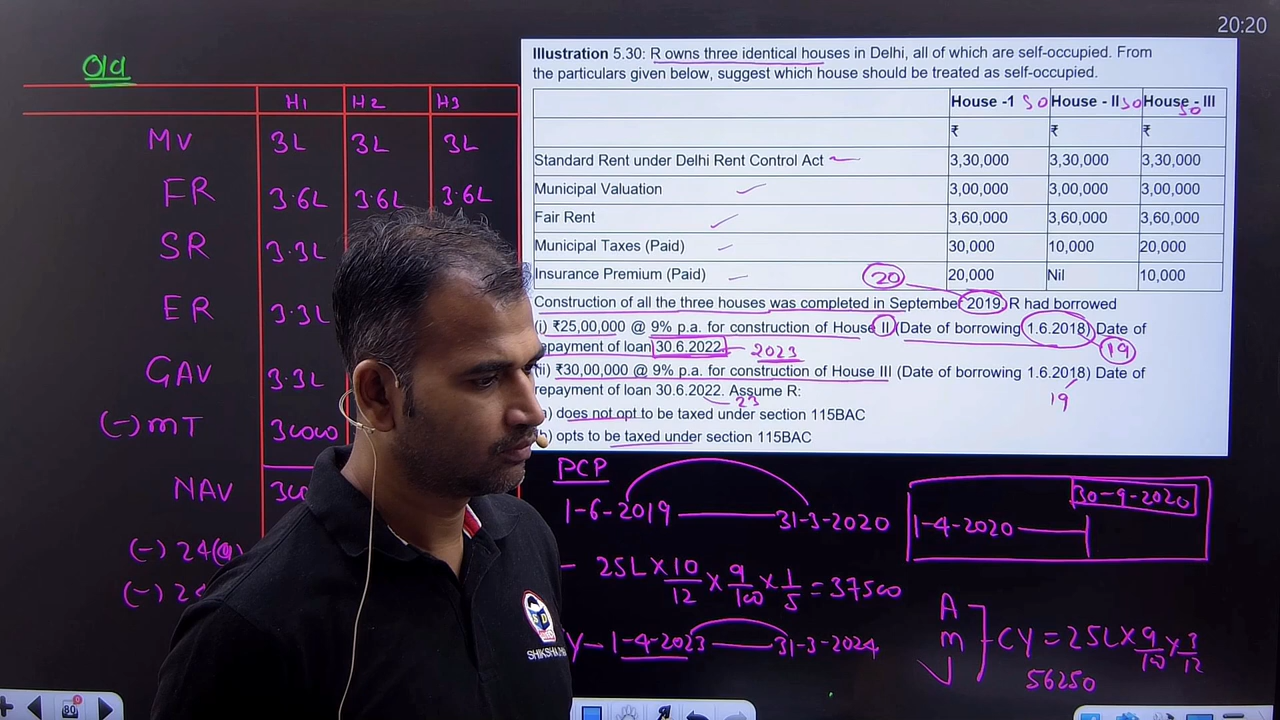 20:20
Old
H1 H2 H3
MV 3L 3L 3L
FR 3.6L 3.6L 3.6L
SR 3.3L
ER 3.3L
GAV 3.3L
(-) MT 30000
NAV 300
(-) 24(a)
(-) 24
Illustration 5.30: R owns three identical houses in Delhi, all of which are self-occupied. From
the particulars given below, suggest which house should be treated as self-occupied.
House -1 SO House - II SO House - III SO
₹ ₹ ₹
Standard Rent under Delhi Rent Control Act 3,30,000 3,30,000 3,30,000
Municipal Valuation 3,00,000 3,00,000 3,00,000
Fair Rent 3,60,000 3,60,000 3,60,000
Municipal Taxes (Paid) 30,000 10,000 20,000
Insurance Premium (Paid) 20,000 Nil 10,000
20
Construction of all the three houses was completed in September 2019. R had borrowed
(i) ₹25,00,000 @ 9% p.a. for construction of House II (Date of borrowing 1.6.2018) Date of
repayment of loan 30.6.2022. 2023 19
(ii) ₹30,00,000 @ 9% p.a. for construction of House III (Date of borrowing 1.6.2018) Date of
repayment of loan 30.6.2022. Assume R:
23 19
) does not opt to be taxed under section 115BAC
(b) opts to be taxed under section 115BAC
PCP
1-6-2019 31-3-2020
1-4-2020 30-9-2020
- 25L × 10/12 × 9/100 × 1/5 = 37500
Y - 1-4-2023 31-3-2024
A
M
J
CY = 25L × 9/10 × 3/12
56250
SD
SHIKSHA
80